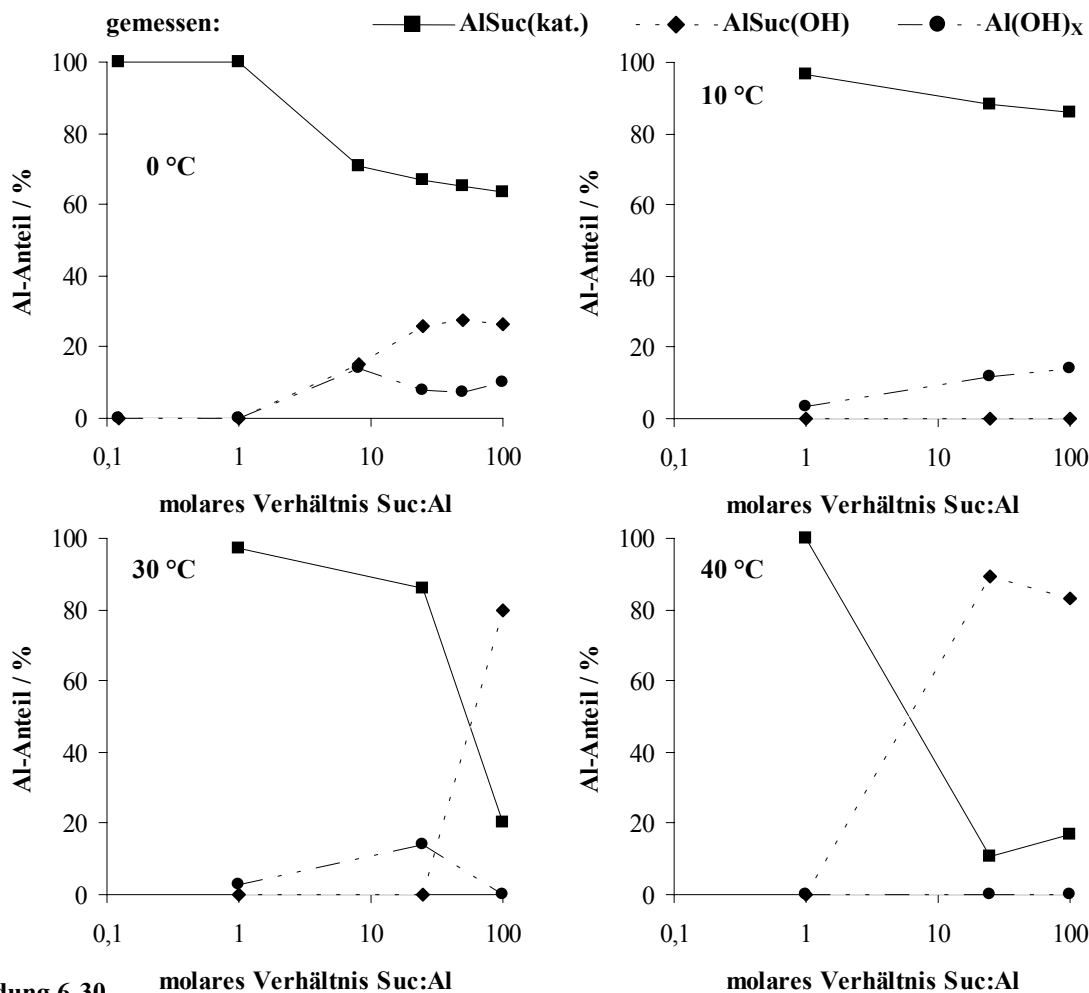 gemessen: AlSuc(kat.) AlSuc(OH) Al(OH)X
100
80
60
40
20
0
Al-Anteil / %
0 °C
0,1 1 10 100
molares Verhältnis Suc:Al
100
80
60
40
20
0
Al-Anteil / %
10 °C
0,1 1 10 100
molares Verhältnis Suc:Al
100
80
60
40
20
0
Al-Anteil / %
30 °C
0,1 1 10 100
molares Verhältnis Suc:Al
100
80
60
40
20
0
Al-Anteil / %
40 °C
0,1 1 10 100
molares Verhältnis Suc:Al